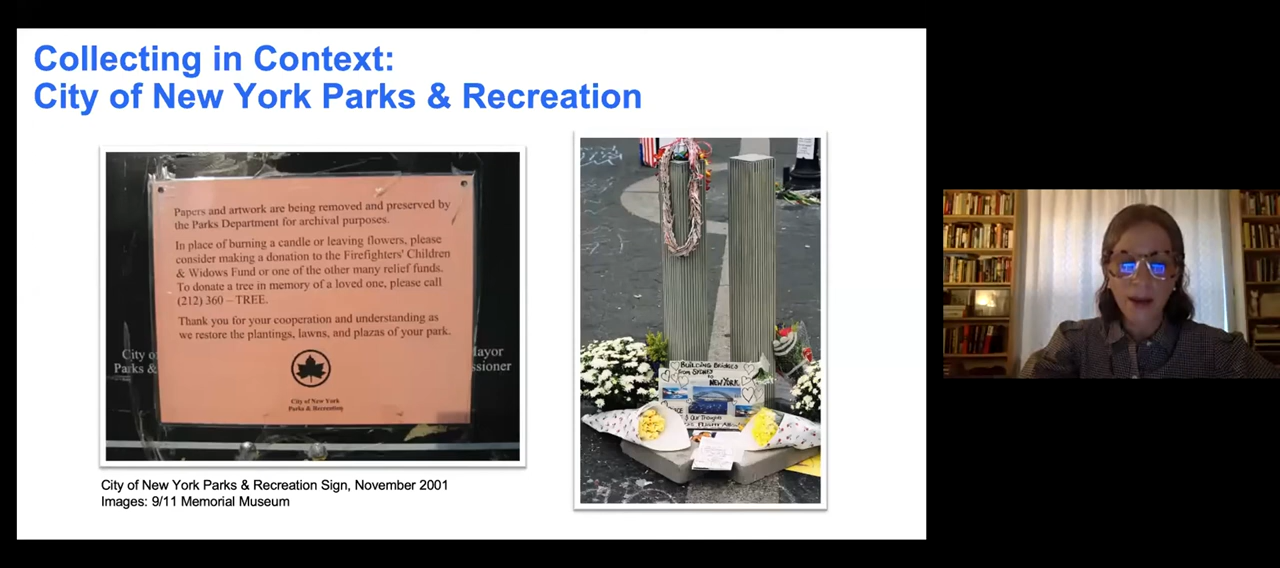 Collecting in Context:
City of New York Parks & Recreation
Papers and artwork are being removed and preserved by
the Parks Department for archival purposes.
In place of burning a candle or leaving flowers, please
consider making a donation to the Firefighters' Children
& Widows Fund or one of the other many relief funds.
To donate a tree in memory of a loved one, please call
(212) 360 – TREE.
Thank you for your cooperation and understanding as
we restore the plantings, lawns, and plazas of your park.
City of New York
Parks & Recreation
City o
Parks &
Mayor
ssioner
BUILDING BRIDGES
from SYDNEY
to
NEW YORK
City of New York Parks & Recreation Sign, November 2001
Images: 9/11 Memorial Museum